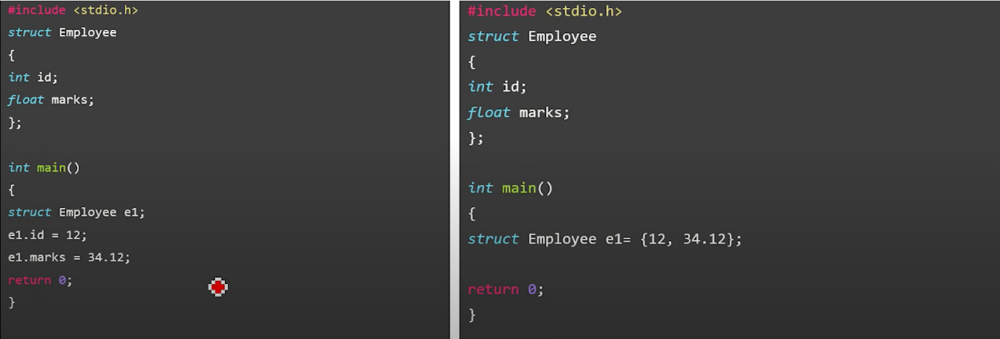 #include <stdio.h>
struct Employee
{
int id;
float marks;
};
int main()
{
struct Employee e1;
e1.id = 12;
e1.marks = 34.12;
return 0;
}
#include <stdio.h>
struct Employee
{
int id;
float marks;
};
int main()
{
struct Employee e1= {12, 34.12};
return 0;
}